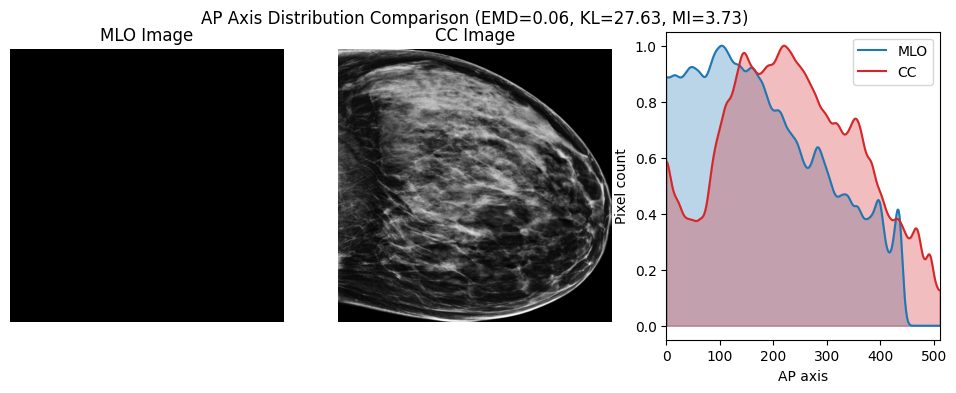 AP Axis Distribution Comparison (EMD=0.06, KL=27.63, MI=3.73)
MLO Image
CC Image
MLO
CC
Pixel count
1.0
0.8
0.6
0.4
0.2
0.0
0 100 200 300 400 500
AP axis